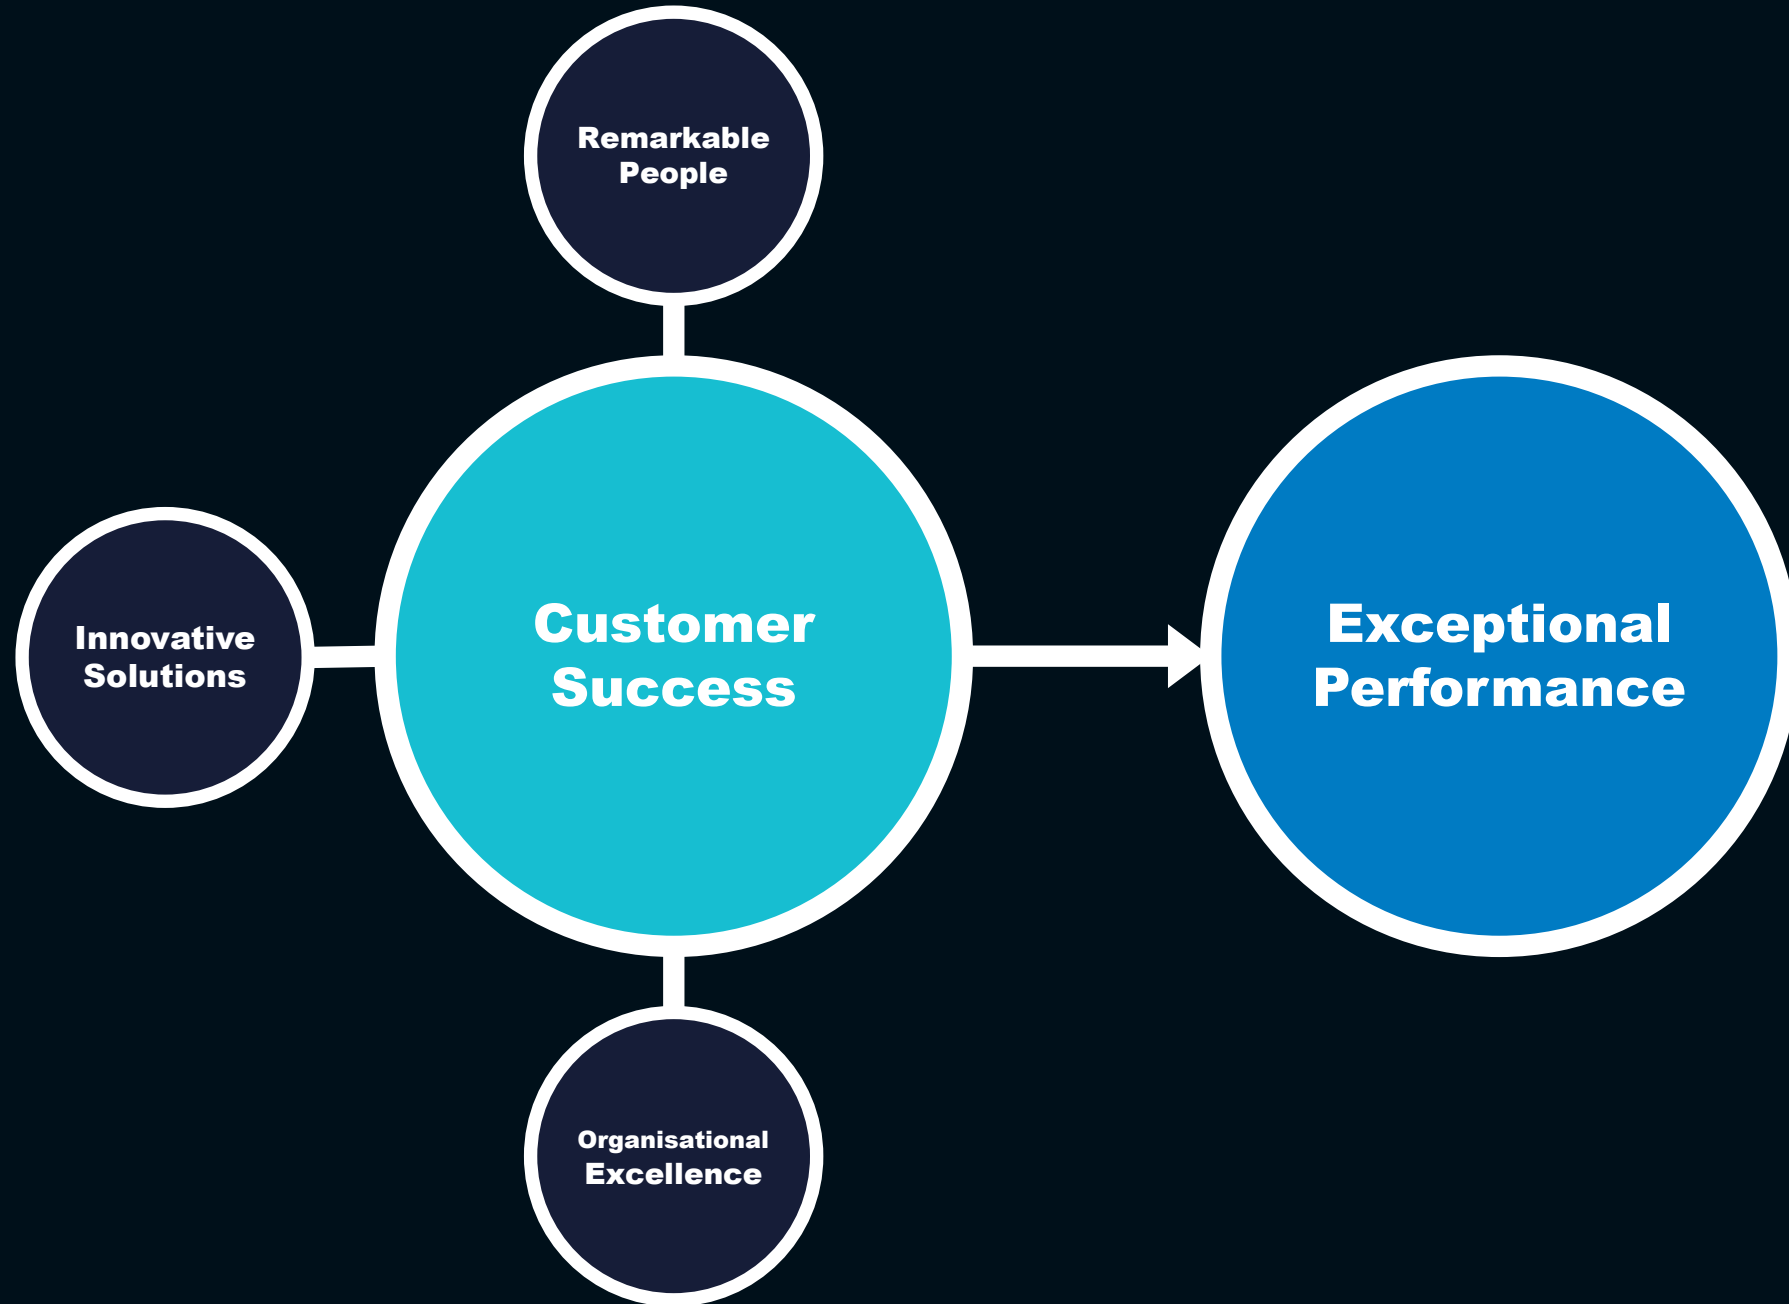 Remarkable
People
Innovative
Solutions
Customer
Success
Exceptional
Performance
Organisational
Excellence